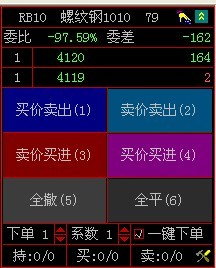 RB10 螺纹钢1010 79
委比 -97.59% 委差 -162
1 4120 164
1 4119 2
买价卖出(1) 卖价卖出(2)
卖价买进(3) 买价买进(4)
全撤(5) 全平(6)
下单 1 系数 1 一键下单
持:0/0 买:0/0 卖:0/0